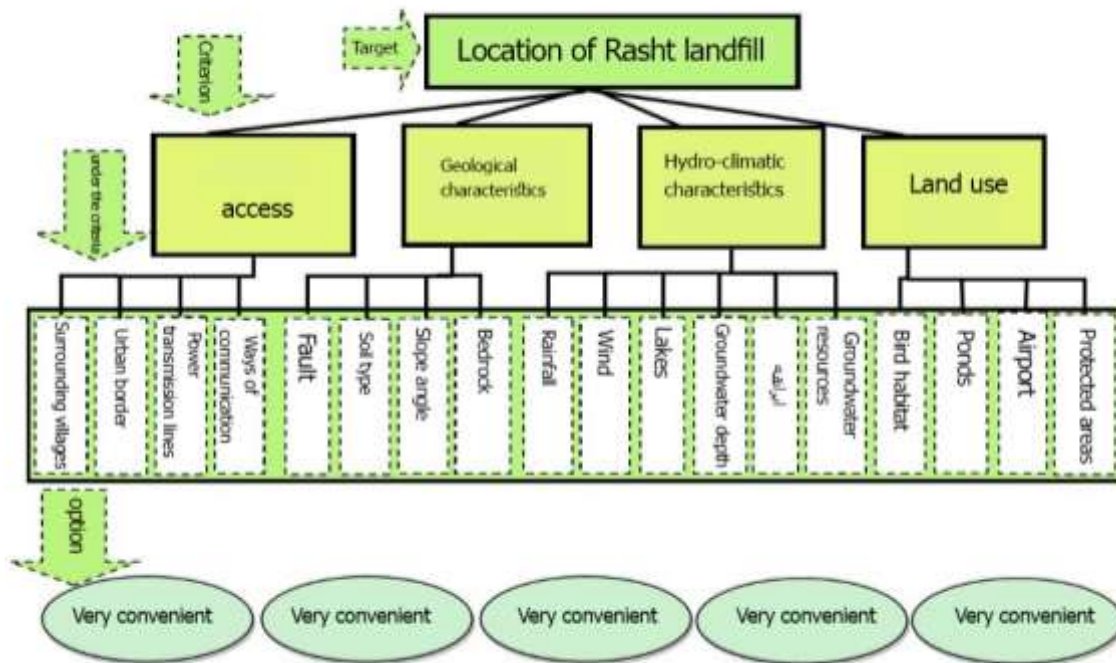 Target
Location of Rasht landfill
Criterion
access
Geological
characteristics
Hydro-climatic
characteristics
Land use
under the criteria
Surrounding villages
Urban border
Power
transmission lines
Ways of
communication
Fault
Soil type
Slope angle
Bedrock
Rainfall
Wind
Lakes
Groundwater depth
Groundwater
resources
Bird habitat
Ponds
Airport
Protected areas
option
Very convenient
Very convenient
Very convenient
Very convenient
Very convenient